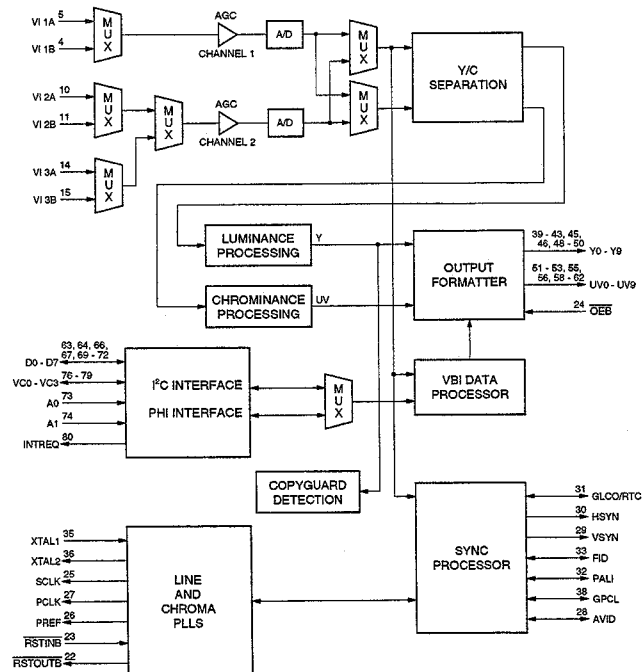 VI 1A 5
VI 1B 4
MUX
AGC
CHANNEL 1
A/D
MUX
Y/C
SEPARATION
VI 2A 10
VI 2B 11
MUX
MUX
AGC
CHANNEL 2
A/D
MUX
VI 3A 14
VI 3B 15
MUX
LUMINANCE
PROCESSING
Y
CHROMINANCE
PROCESSING
UV
OUTPUT
FORMATTER
39 - 43, 45,
46, 48 - 50
Y0 - Y9
51 - 53, 55,
56, 58 - 62
UV0 - UV9
24 OEB
63, 64, 66,
67, 69 - 72
D0 - D7
VC0 - VC3 76 - 79
A0 73
A1 74
INTREQ 80
I²C INTERFACE
PHI INTERFACE
MUX
VBI DATA
PROCESSOR
COPYGUARD
DETECTION
XTAL1 35
XTAL2 36
SCLK 25
PCLK 27
PREF 26
RSTINB 23
RSTOUTB 22
LINE
AND
CHROMA
PLLS
SYNC
PROCESSOR
31 GLCO/RTC
30 HSYN
29 VSYN
33 FID
32 PALI
38 GPCL
28 AVID